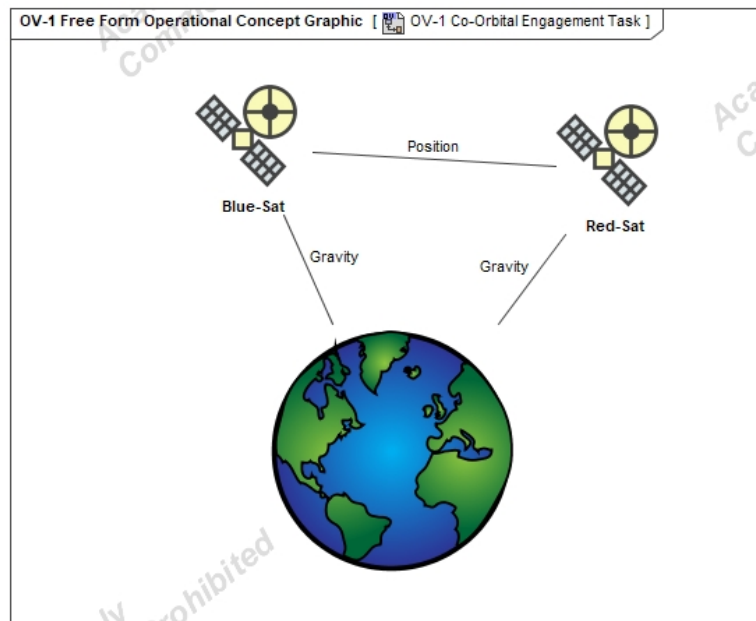 OV-1 Free Form Operational Concept Graphic [ OV-1 Co-Orbital Engagement Task ]
Position
Blue-Sat
Red-Sat
Gravity
Gravity